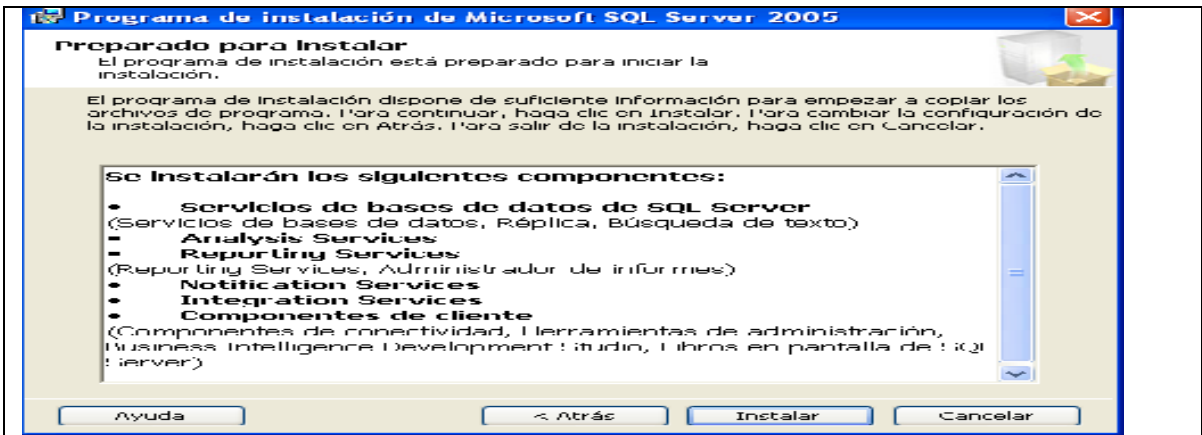 Programa de instalación de Microsoft SQL Server 2005
Preparado para Instalar
El programa de instalación está preparado para iniciar la
instalación.
El programa de instalación dispone de suficiente información para empezar a copiar los
archivos de programa. Para continuar, haga clic en Instalar. Para cambiar la configuración de
la instalación, haga clic en Atrás. Para salir de la instalación, haga clic en Cancelar.
Se instalarán los siguientes componentes:
• Servicios de bases de datos de SQL Server
(Servicios de bases de datos, Réplica, Búsqueda de texto)
• Analysis Services
• Reporting Services
(Reporting Services, Administrador de informes)
• Notification Services
• Integration Services
• Componentes de cliente
(Componentes de conectividad, Herramientas de administración,
Business Intelligence Development Studio, Libros en pantalla de SQL
Server)
Ayuda
< Atrás
Instalar
Cancelar